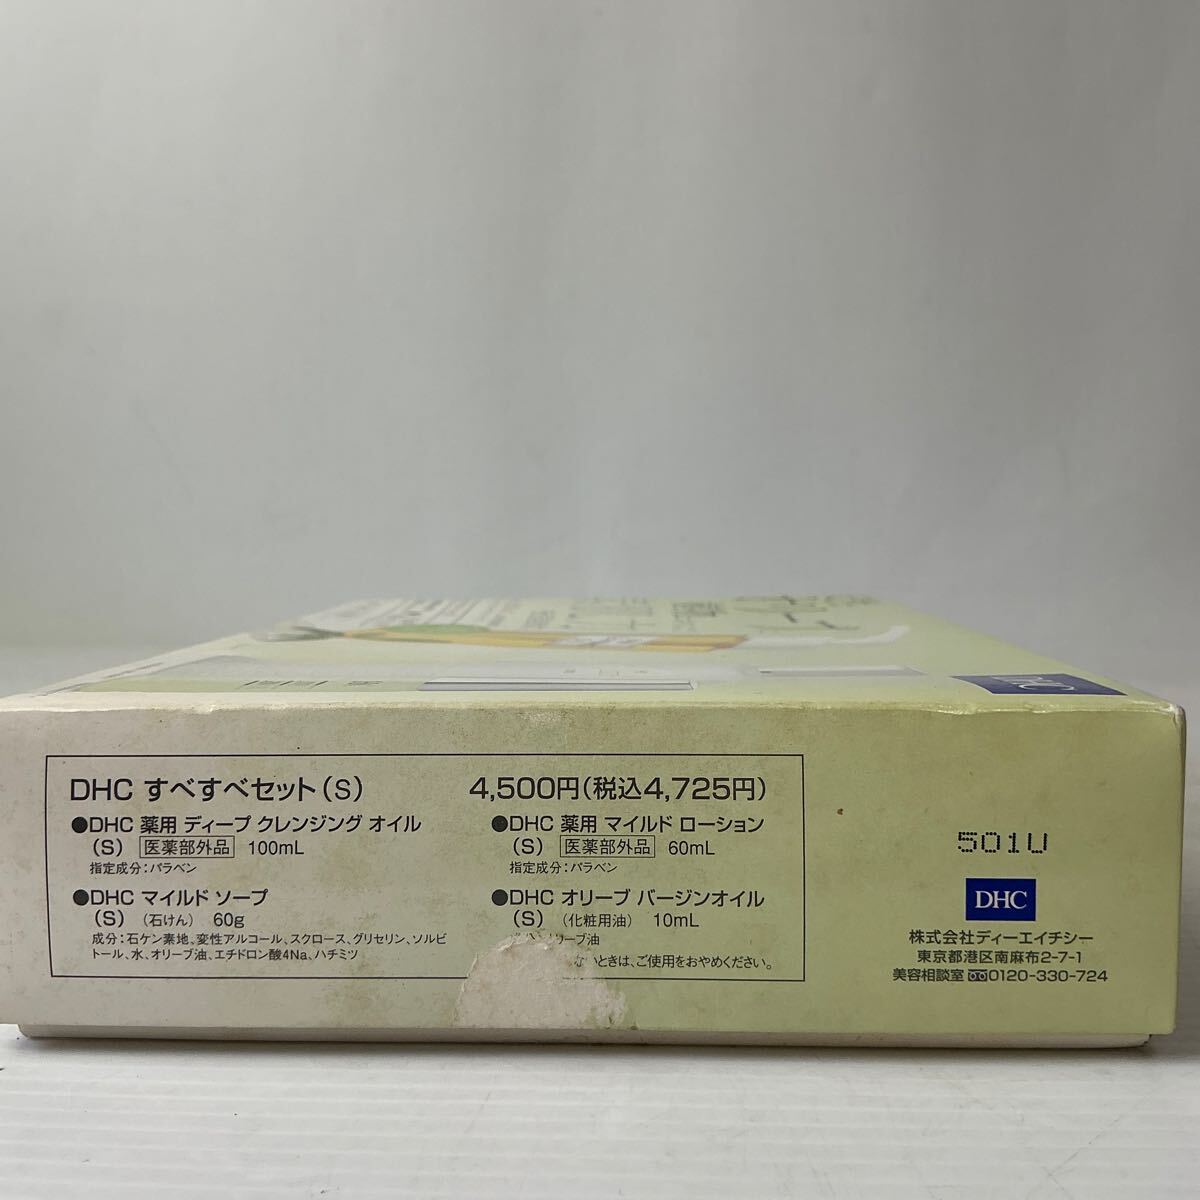 DHC
DHC すべすべセット(S) 4,500円(税込4,725円)
●DHC 薬用 ディープ クレンジング オイル
(S) 医薬部外品 100mL
指定成分:パラベン
●DHC マイルド ソープ
(S) (石けん) 60g
成分:石ケン素地、変性アルコール、スクロース、グリセリン、ソルビ
トール、水、オリーブ油、エチドロン酸4Na、ハチミツ
●DHC 薬用 マイルド ローション
(S) 医薬部外品 60mL
指定成分:パラベン
●DHC オリーブ バージンオイル
(S) (化粧用油) 10mL
リーブ油
ないときは、ご使用をおやめください。
501U
DHC
株式会社ディーエイチシー
東京都港区南麻布2-7-1
美容相談室 0120-330-724